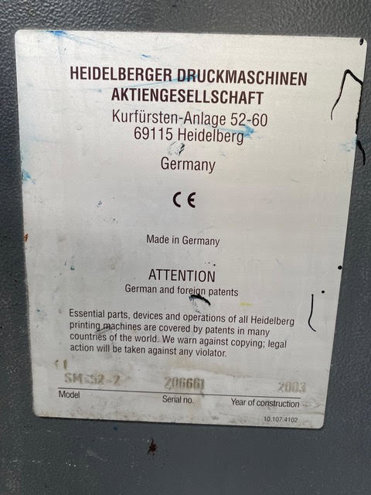 HEIDELBERGER DRUCKMASCHINEN
AKTIENGESELLSCHAFT
Kurfürsten-Anlage 52-60
69115 Heidelberg
Germany
CE
Made in Germany
ATTENTION
German and foreign patents
Essential parts, devices and operations of all Heidelberg
printing machines are covered by patents in many
countries of the world. We warn against copying; legal
action will be taken against any violator.
SM 52-2 206661 2003
Model Serial no. Year of construction
10.107.4102